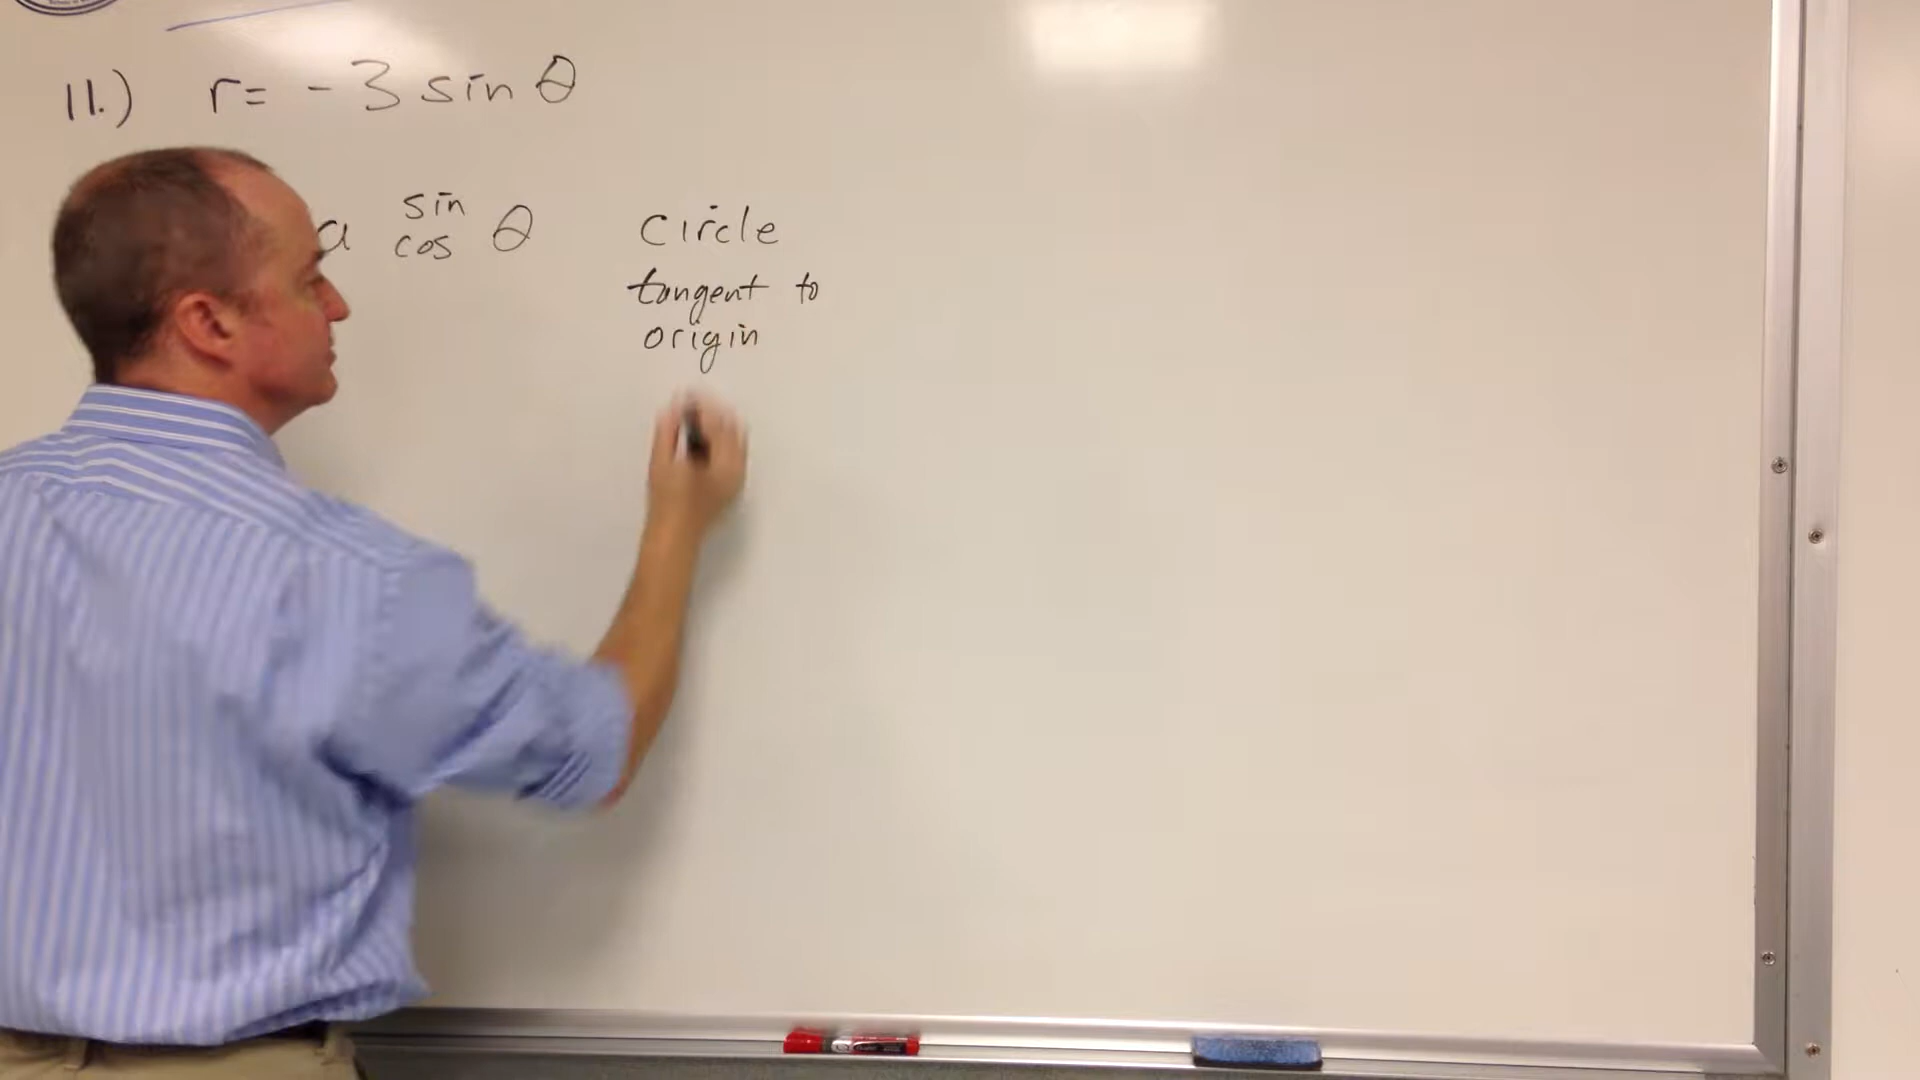 11.) r = -3 sin θ
a sin cos θ circle
tangent to
origin